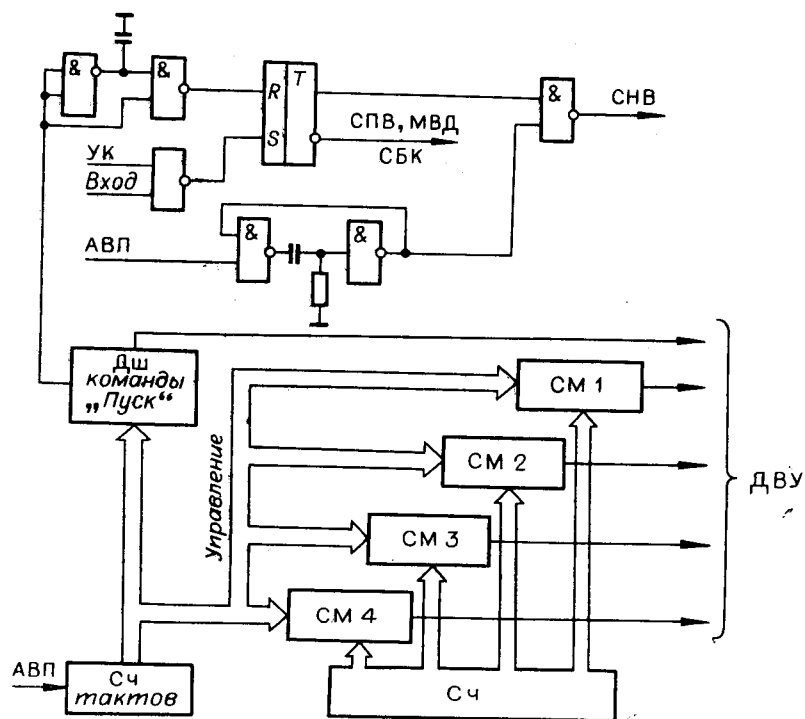 &
&
R
T
S
&
СНВ
СПВ, МВД
СБК
УК
Вход
АВП
&
&
Дш
команды
„Пуск“
Управление
СМ 1
СМ 2
СМ 3
СМ 4
ДВУ
АВП
Сч
тактов
Сч